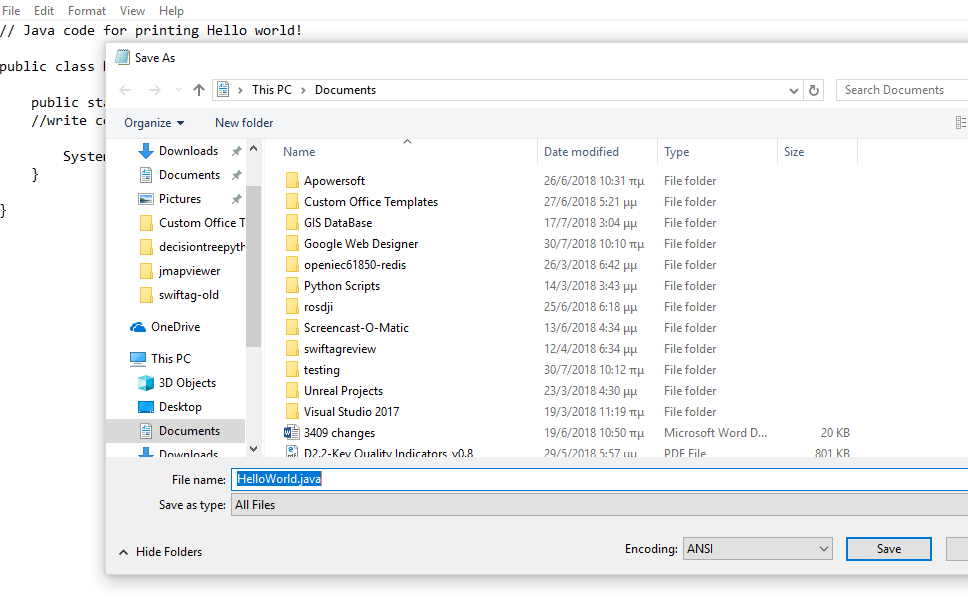 File Edit Format View Help
// Java code for printing Hello world!
public class
public sta
//write co
System
}
}
Save As
This PC > Documents
Search Documents
Organize New folder
Downloads
Documents
Pictures
Custom Office T
decisiontreepyth
jmapviewer
swiftag-old
OneDrive
This PC
3D Objects
Desktop
Documents
Downloads
Name Date modified Type Size
Apowersoft 26/6/2018 10:31 πμ File folder
Custom Office Templates 27/6/2018 5:21 μμ File folder
GIS DataBase 17/7/2018 3:04 μμ File folder
Google Web Designer 30/7/2018 10:10 πμ File folder
openiec61850-redis 26/3/2018 6:42 μμ File folder
Python Scripts 14/3/2018 3:43 μμ File folder
rosdji 25/6/2018 6:18 μμ File folder
Screencast-O-Matic 13/6/2018 4:34 μμ File folder
swiftagreview 12/4/2018 6:34 μμ File folder
testing 30/7/2018 10:12 πμ File folder
Unreal Projects 23/3/2018 4:30 μμ File folder
Visual Studio 2017 19/3/2018 11:19 πμ File folder
3409 changes 19/6/2018 10:50 πμ Microsoft Word D... 20 KB
D2.2-Key Quality Indicators_v0.8 29/5/2018 5:57 μμ PDF File 801 KB
File name: HelloWorld.java
Save as type: All Files
Hide Folders
Encoding: ANSI
Save